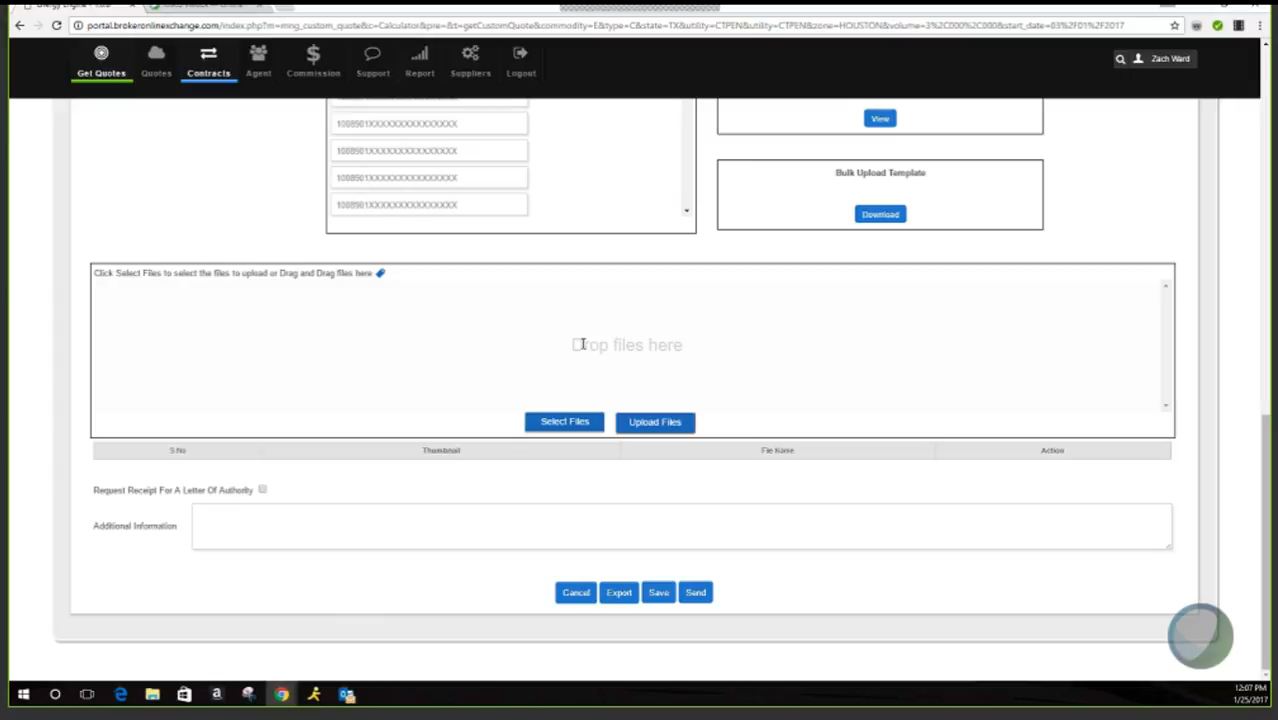 portal.brokeronlinexchange.com/index.php?m=mng_custom_quote&c=Calculator&pre=&t=getCustomQuote&commodity=E&type=C&state=TX&utility=CTPEN&utility=CTPEN&zone=HOUSTON&volume=3%2C000%2C000&start_date=03%2F01%2F2017
Get Quotes Quotes Contracts Agent Commission Support Report Suppliers Logout Zach Ward
1008901XXXXXXXXXXXXXXX View
1008901XXXXXXXXXXXXXXX
1008901XXXXXXXXXXXXXXX Bulk Upload Template
1008901XXXXXXXXXXXXXXX Download
Click Select Files to select the files to upload or Drag and Drag files here
Drop files here
Select Files Upload Files
S.No Thumbnail File Name Action
Request Receipt For A Letter Of Authority
Additional Information
Cancel Export Save Send
12:07 PM
1/25/2017